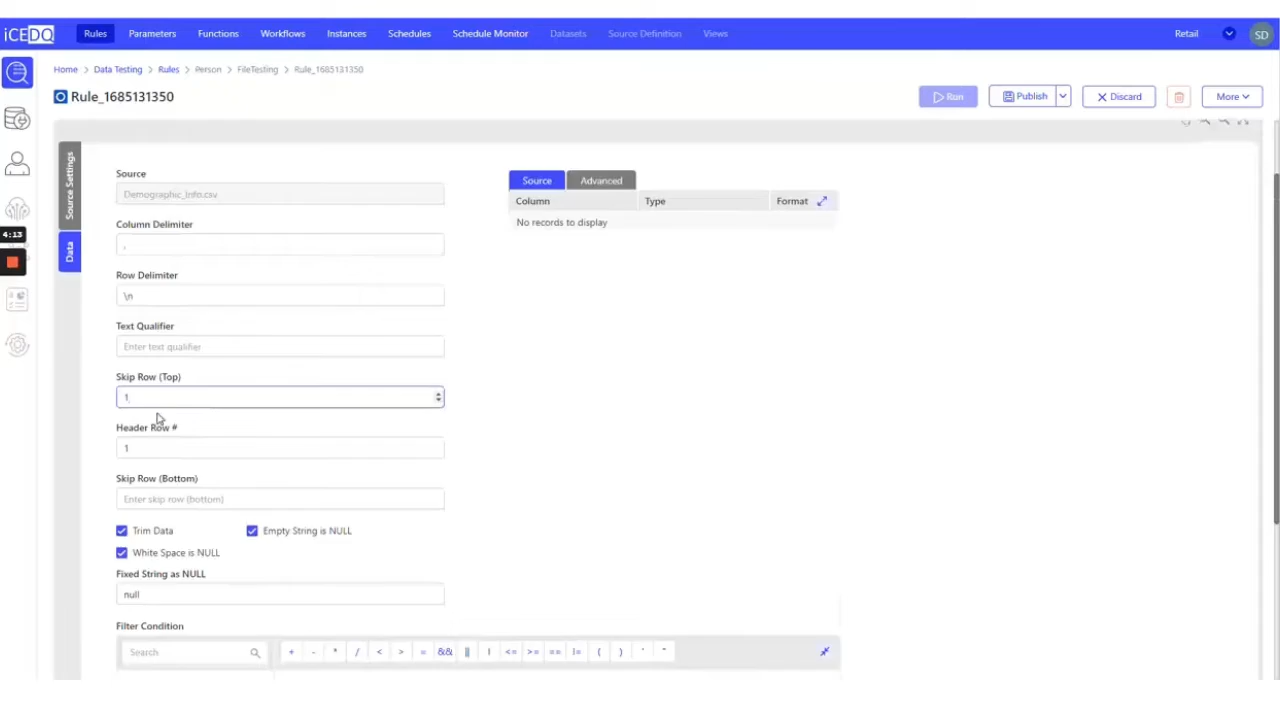 iCEDQ
Rules Parameters Functions Workflows Instances Schedules Schedule Monitor Datasets Source Definition Views Retail SD
Home > Data Testing > Rules > Person > FileTesting > Rule_1685131350
Rule_1685131350
Run Publish Discard More
Source Settings
Data
4:13
Source
Demographic_Info.csv
Column Delimiter
,
Row Delimiter
\n
Text Qualifier
Enter text qualifier
Skip Row (Top)
1
Header Row #
1
Skip Row (Bottom)
Enter skip row (bottom)
Trim Data Empty String is NULL
White Space is NULL
Fixed String as NULL
null
Filter Condition
Search + - * / < > = && || | <= >= == != ( ) ' "
Source Advanced
Column Type Format
No records to display